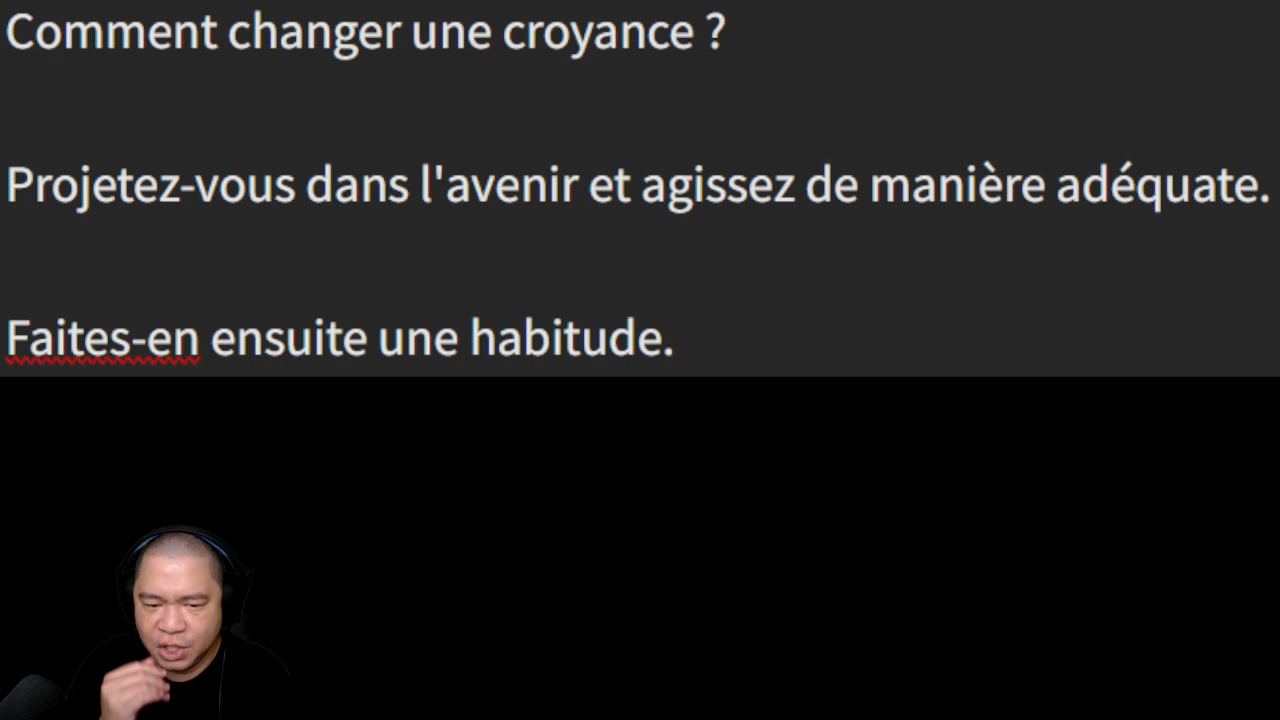 Comment changer une croyance ?
Projetez-vous dans l'avenir et agissez de manière adéquate.
Faites-en ensuite une habitude.